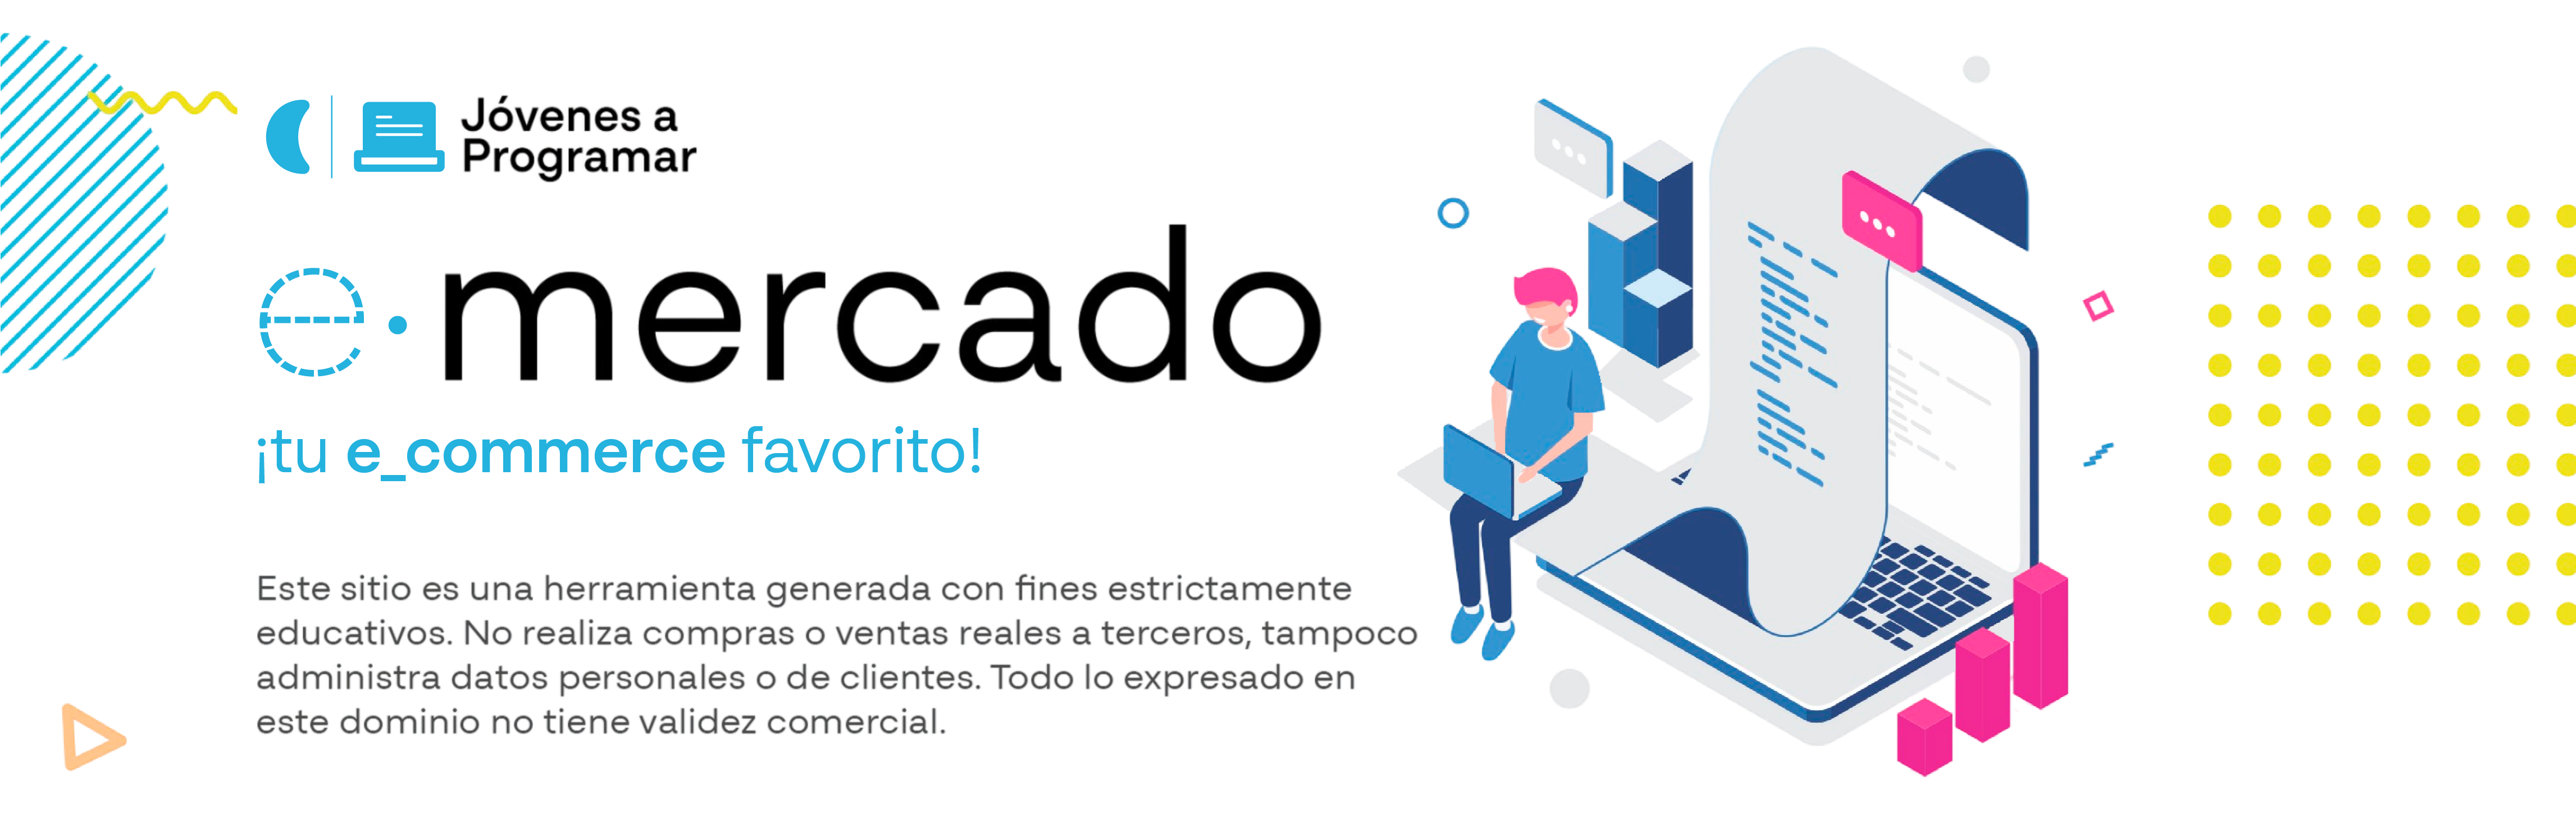 Jóvenes a
Programar
e·mercado
¡tu e_commerce favorito!
Este sitio es una herramienta generada con fines estrictamente
educativos. No realiza compras o ventas reales a terceros, tampoco
administra datos personales o de clientes. Todo lo expresado en
este dominio no tiene validez comercial.